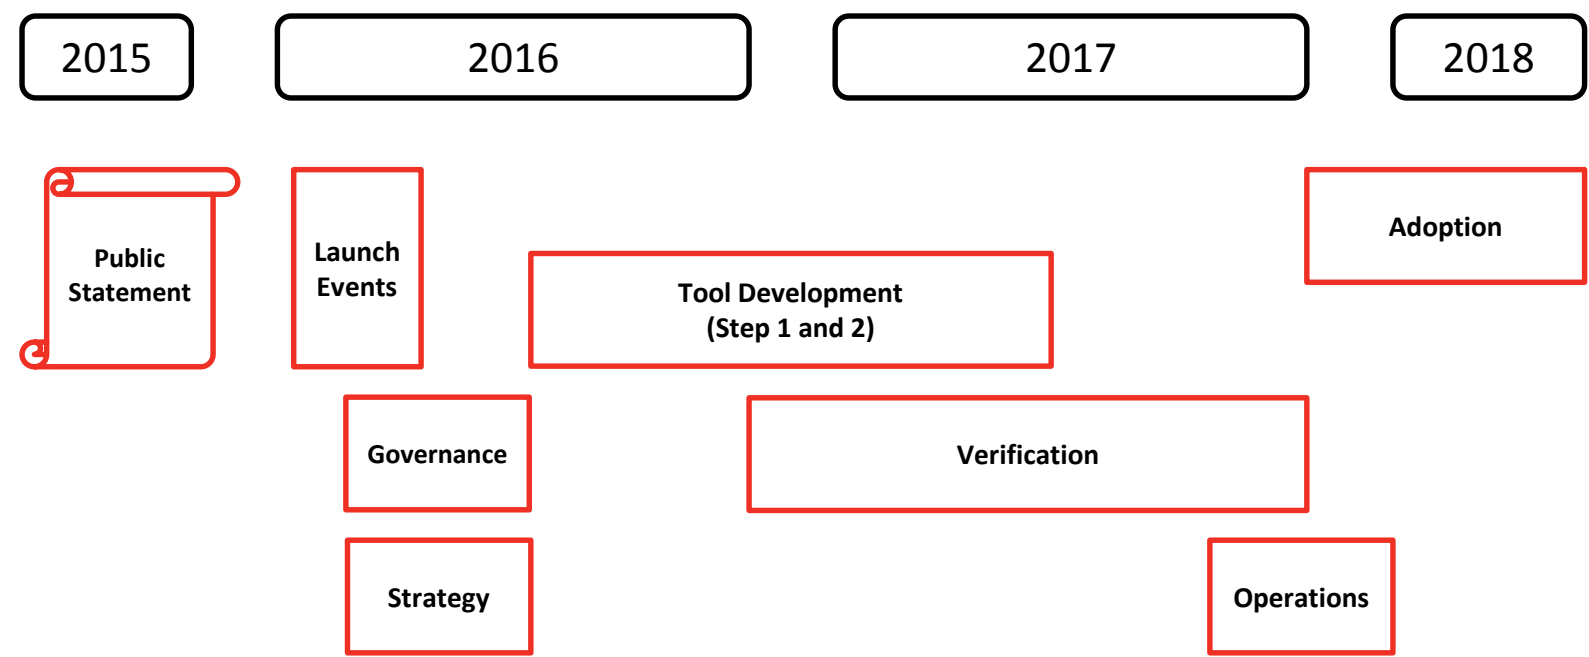 2015
2016
2017
2018
Public
Statement
Launch
Events
Tool Development
(Step 1 and 2)
Adoption
Governance
Verification
Strategy
Operations